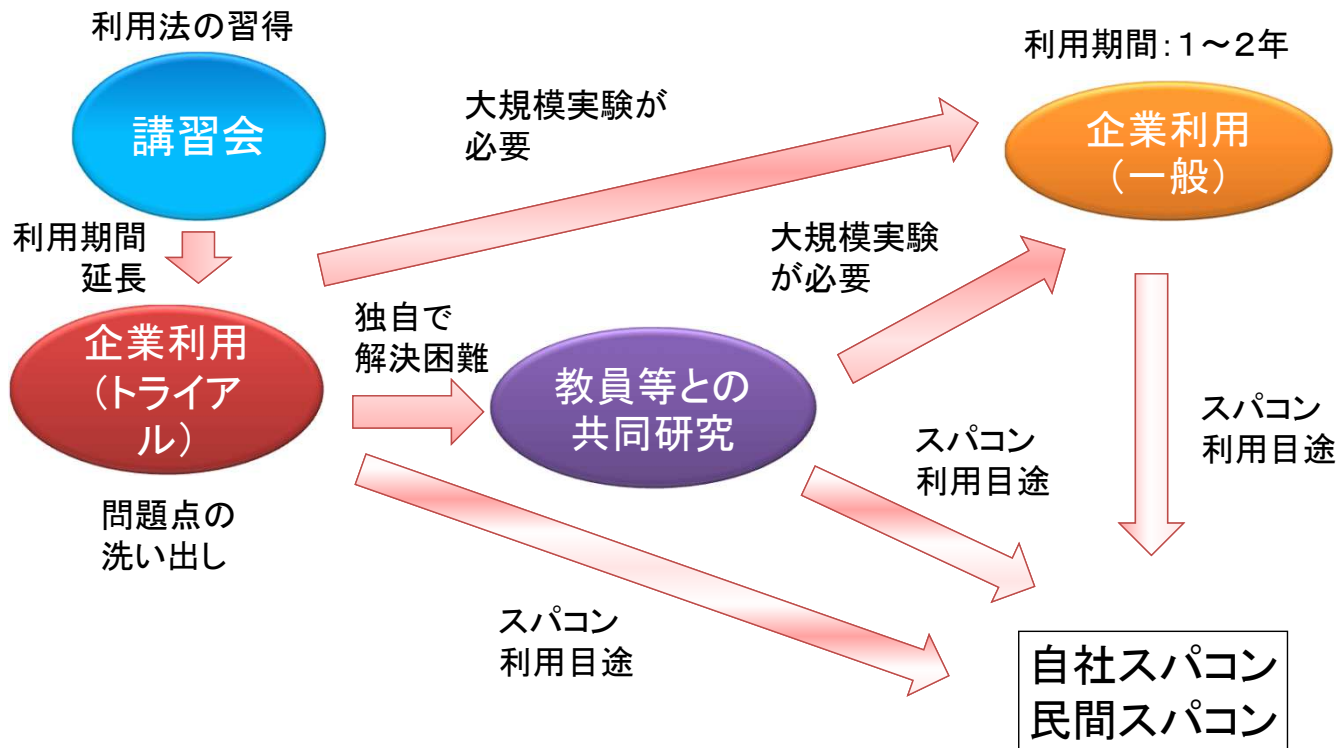 利用法の習得
講習会
利用期間
延長
企業利用
（トライア
ル）
問題点の
洗い出し
大規模実験が
必要
独自で
解決困難
教員等との
共同研究
大規模実験
が必要
利用期間：１～２年
企業利用
（一般）
スパコン
利用目途
スパコン
利用目途
スパコン
利用目途
自社スパコン
民間スパコン